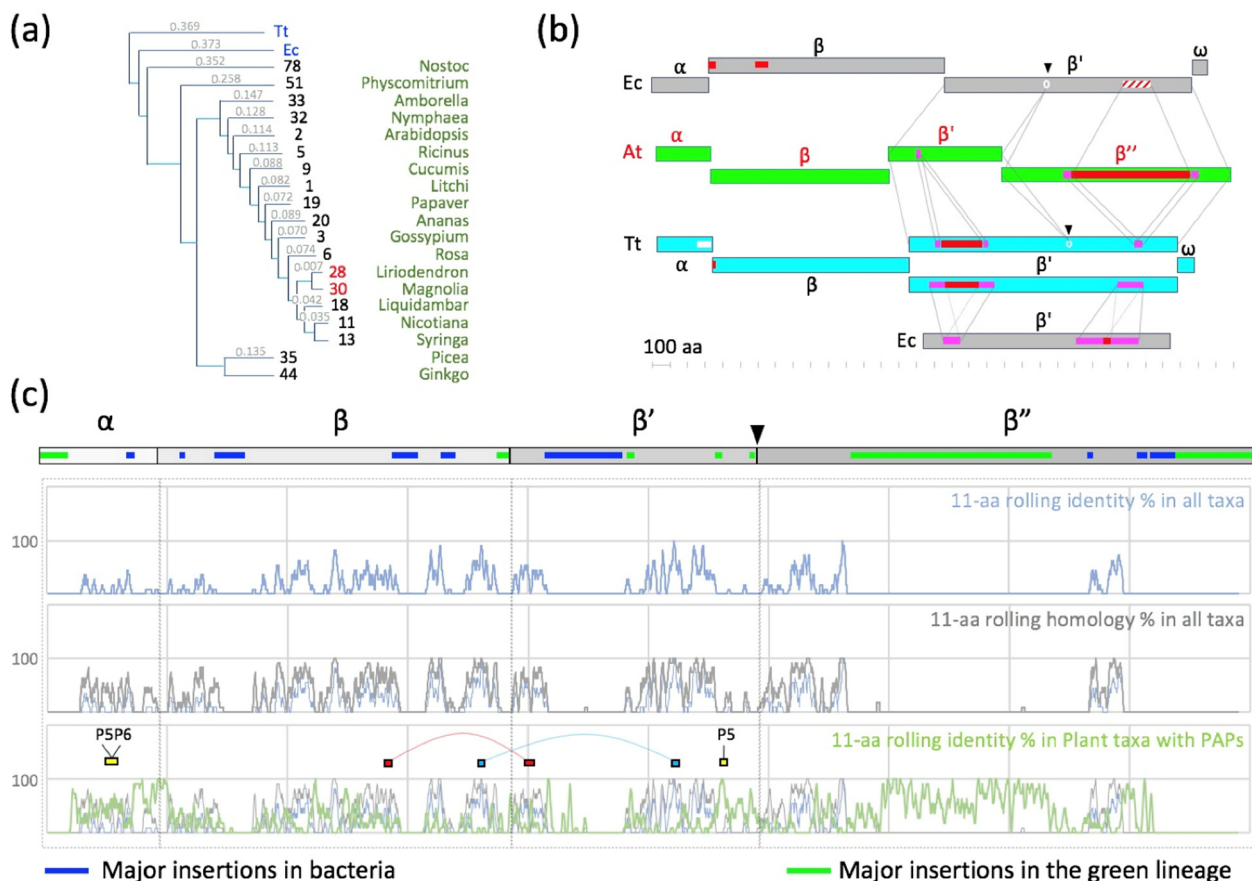 (a)
0.369 Tt
0.373 Ec
0.352 78 Nostoc
0.258 51 Physcomitrium
0.147 33 Amborella
0.128 32 Nymphaea
0.114 2 Arabidopsis
0.113 5 Ricinus
0.088 9 Cucumis
0.082 1 Litchi
0.072 19 Papaver
0.089 20 Ananas
0.070 3 Gossypium
0.074 6 Rosa
0.007 28 Liriodendron
30 Magnolia
0.042 18 Liquidambar
0.035 11 Nicotiana
13 Syringa
0.135 35 Picea
44 Ginkgo
(b)
Ec α β β' ω
0
At α β β' β''
Tt α β β' ω
0
Ec β'
100 aa
(c)
α β β’ β’’
11-aa rolling identity % in all taxa
100
11-aa rolling homology % in all taxa
100
P5P6 P5 11-aa rolling identity % in Plant taxa with PAPs
100
Major insertions in bacteria Major insertions in the green lineage